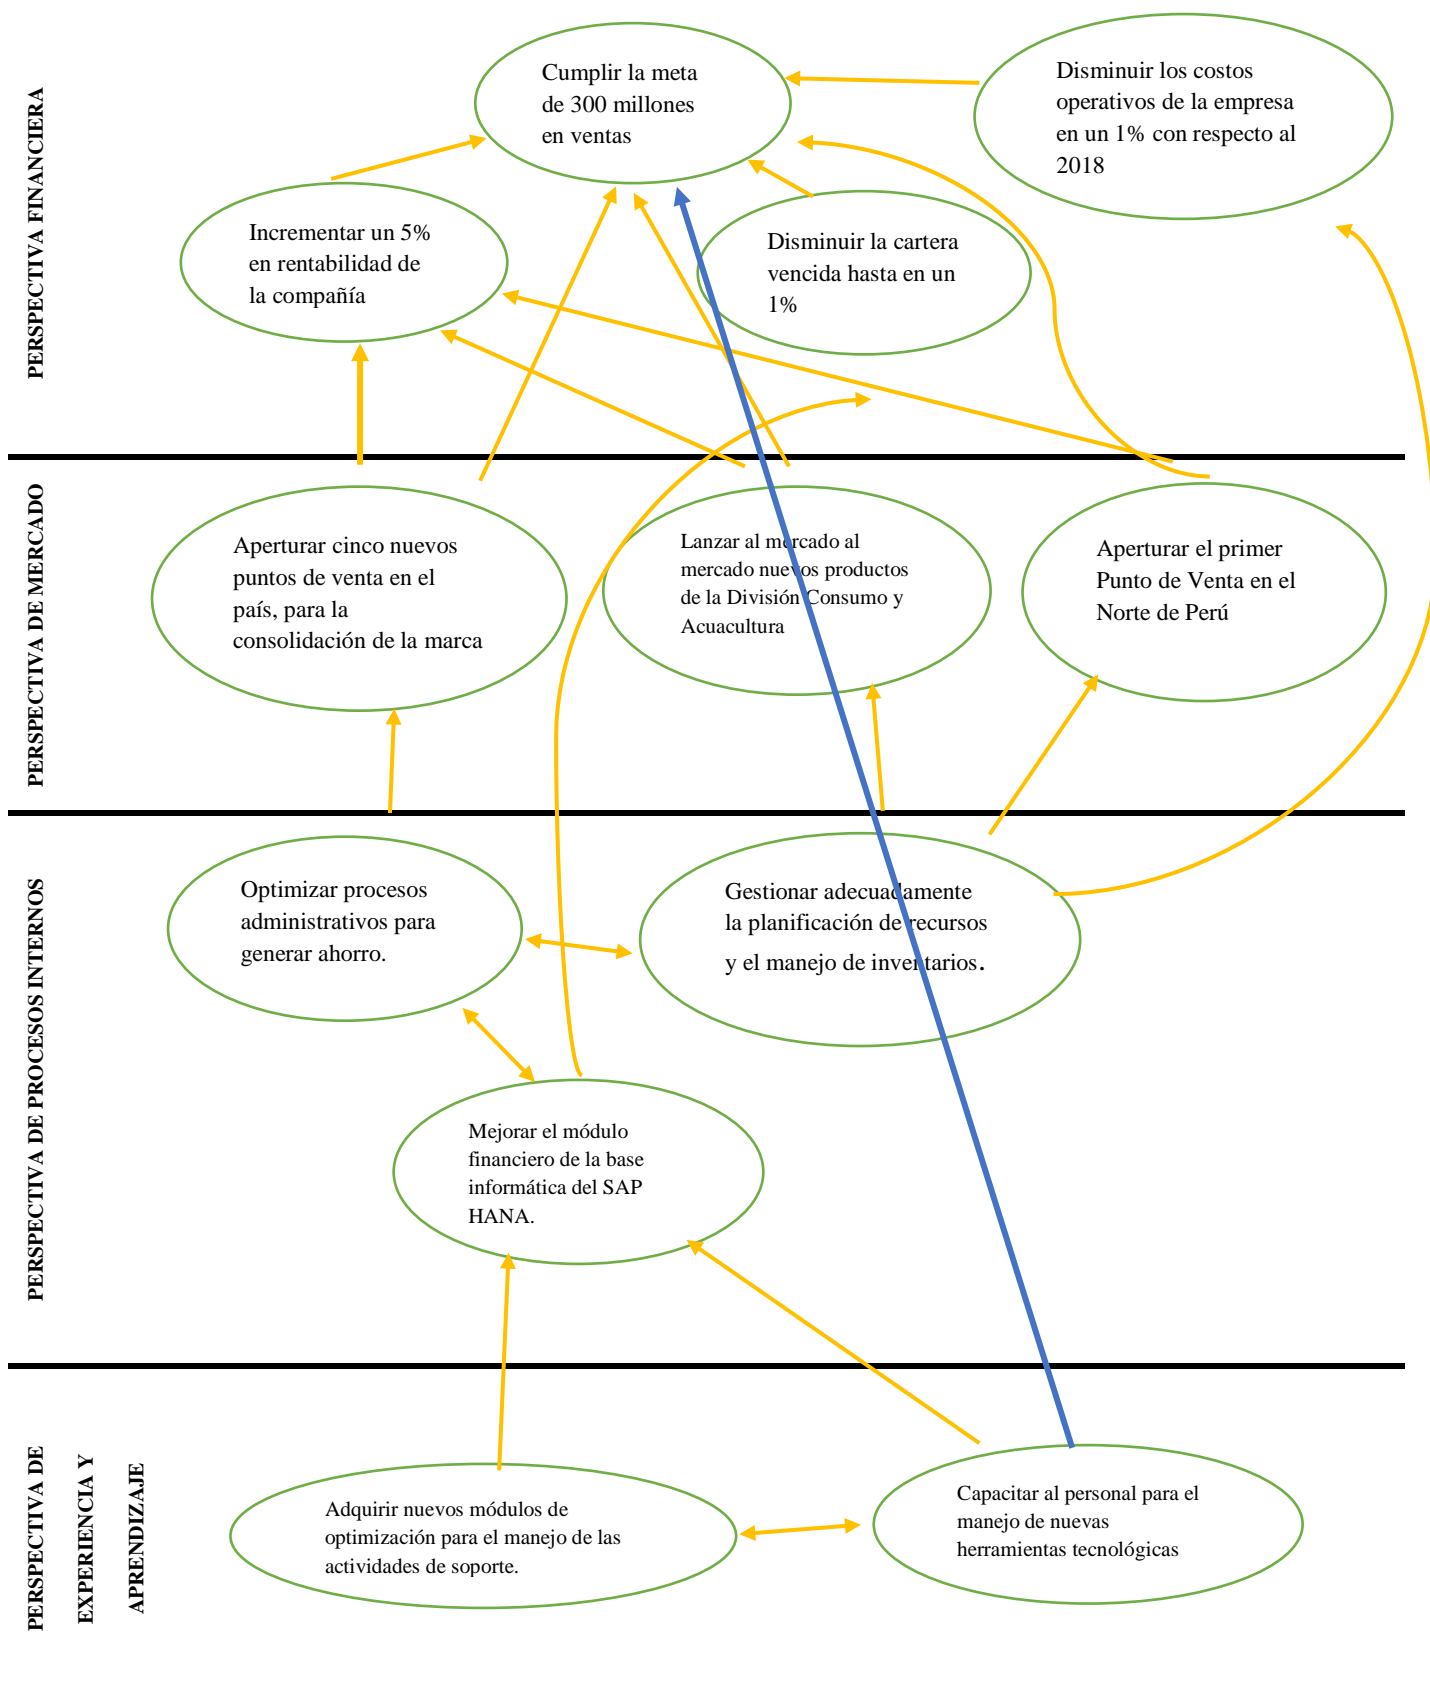 PERSPECTIVA FINANCIERA
Cumplir la meta
de 300 millones
en ventas
Disminuir los costos
operativos de la empresa
en un 1% con respecto al
2018
Incrementar un 5%
en rentabilidad de
la compañía
Disminuir la cartera
vencida hasta en un
1%
PERSPECTIVA DE MERCADO
Aperturar cinco nuevos
puntos de venta en el
país, para la
consolidación de la marca
Lanzar al mercado al
mercado nuevos productos
de la División Consumo y
Acuacultura
Aperturar el primer
Punto de Venta en el
Norte de Perú
PERSPECTIVA DE PROCESOS INTERNOS
Optimizar procesos
administrativos para
generar ahorro.
Gestionar adecuadamente
la planificación de recursos
y el manejo de inventarios.
Mejorar el módulo
financiero de la base
informática del SAP
HANA.
PERSPECTIVA DE
EXPERIENCIA Y
APRENDIZAJE
Adquirir nuevos módulos de
optimización para el manejo de las
actividades de soporte.
Capacitar al personal para el
manejo de nuevas
herramientas tecnológicas